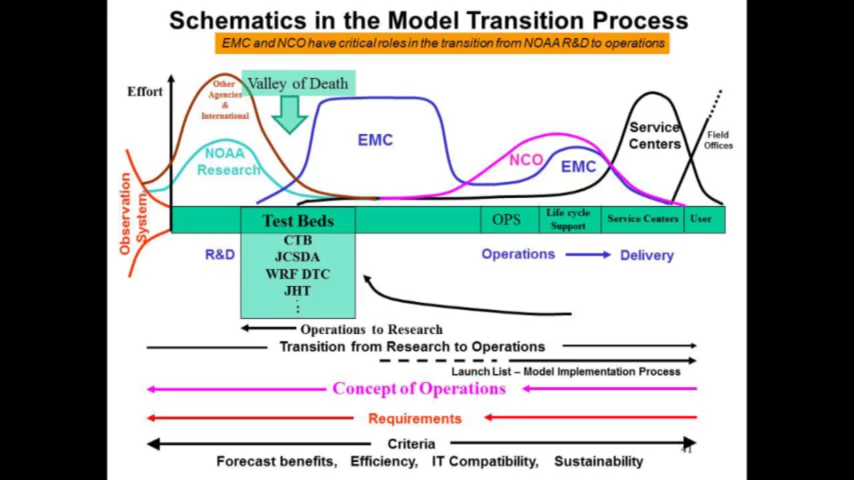 Schematics in the Model Transition Process
EMC and NCO have critical roles in the transition from NOAA R&D to operations
Effort
Other
Agencies
&
International
Valley of Death
NOAA
Research
EMC
NCO
EMC
Service
Centers
Field
Offices
Observation
System
Test Beds
OPS
Life cycle
Support
Service Centers
User
R&D
CTB
JCSDA
WRF DTC
JHT
⋮
Operations
Delivery
Operations to Research
Transition from Research to Operations
Launch List – Model Implementation Process
Concept of Operations
Requirements
Criteria
Forecast benefits, Efficiency, IT Compatibility, Sustainability